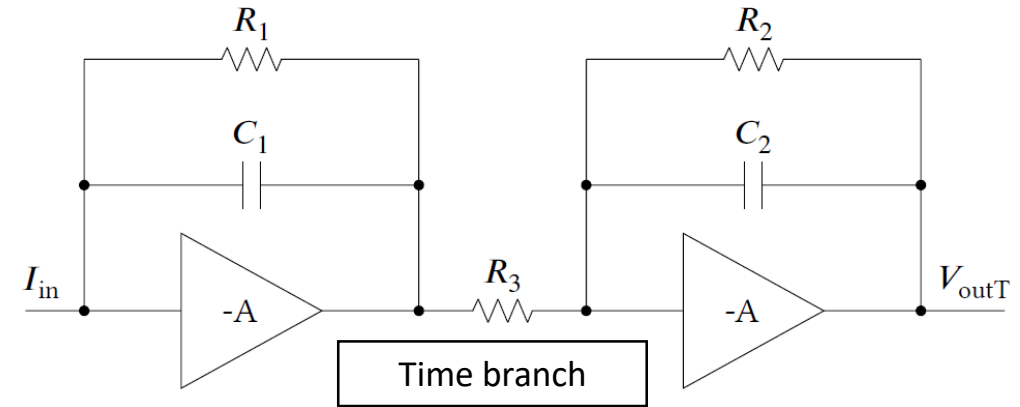 R1
R2
C1
C2
Iin
-A
R3
-A
VoutT
Time branch